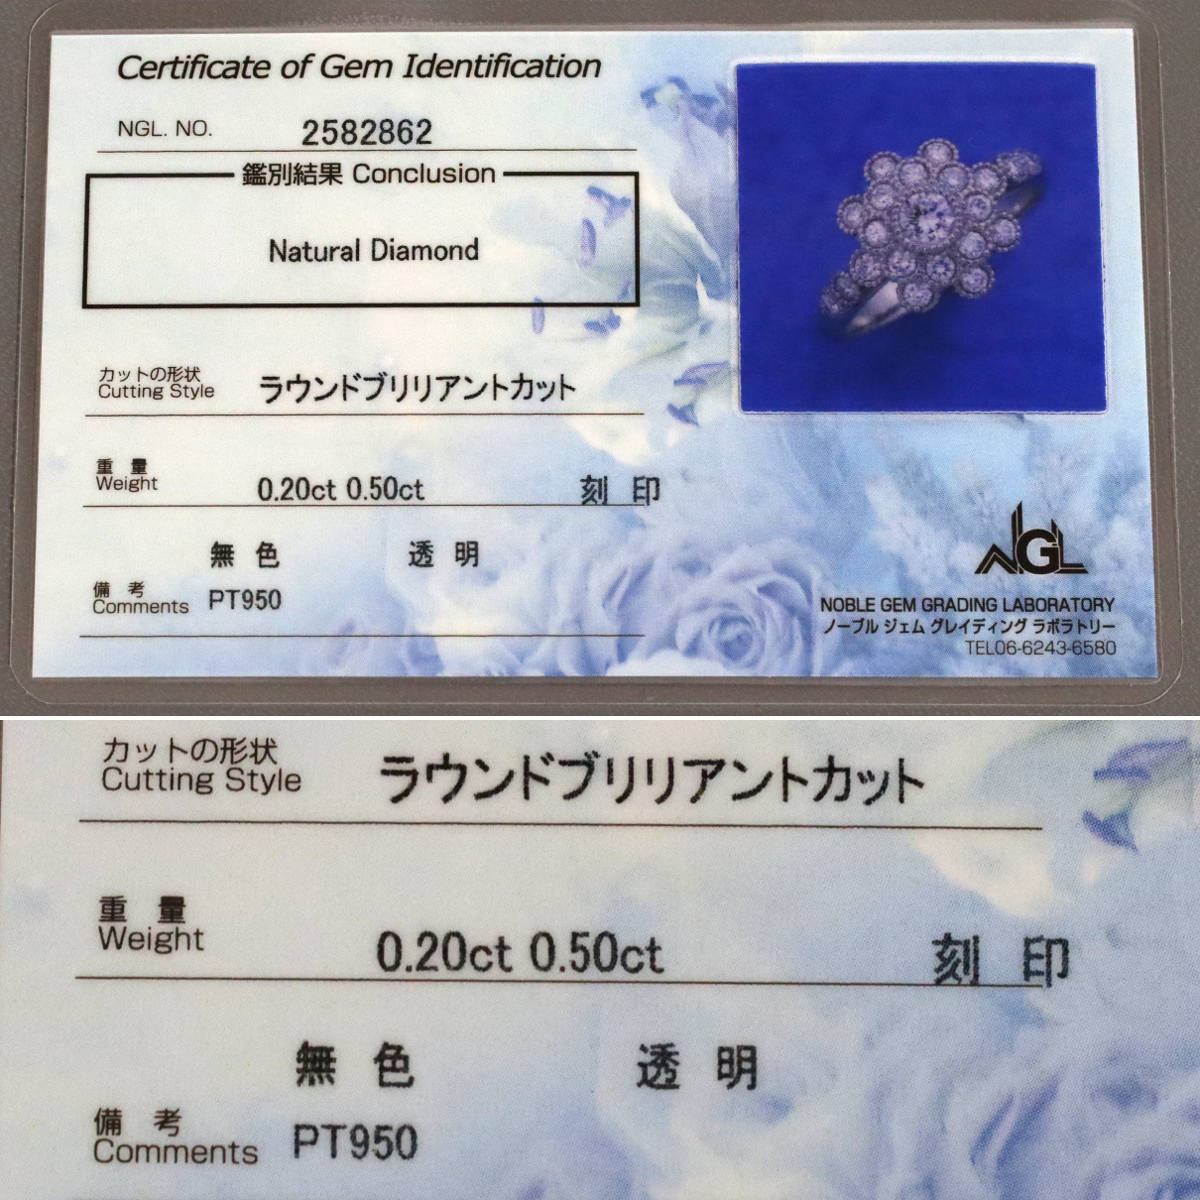 Certificate of Gem Identification
NGL. NO. 2582862
鑑別結果 Conclusion
Natural Diamond
カットの形状
Cutting Style ラウンドブリリアントカット
重 量
Weight 0.20ct 0.50ct 刻 印
無 色 透 明
備 考
Comments PT950
NGL
NOBLE GEM GRADING LABORATORY
ノーブル ジェム グレイディング ラボラトリー
TEL06-6243-6580
カットの形状
Cutting Style ラウンドブリリアントカット
重 量
Weight 0.20ct 0.50ct 刻 印
無 色 透 明
備 考
Comments PT950